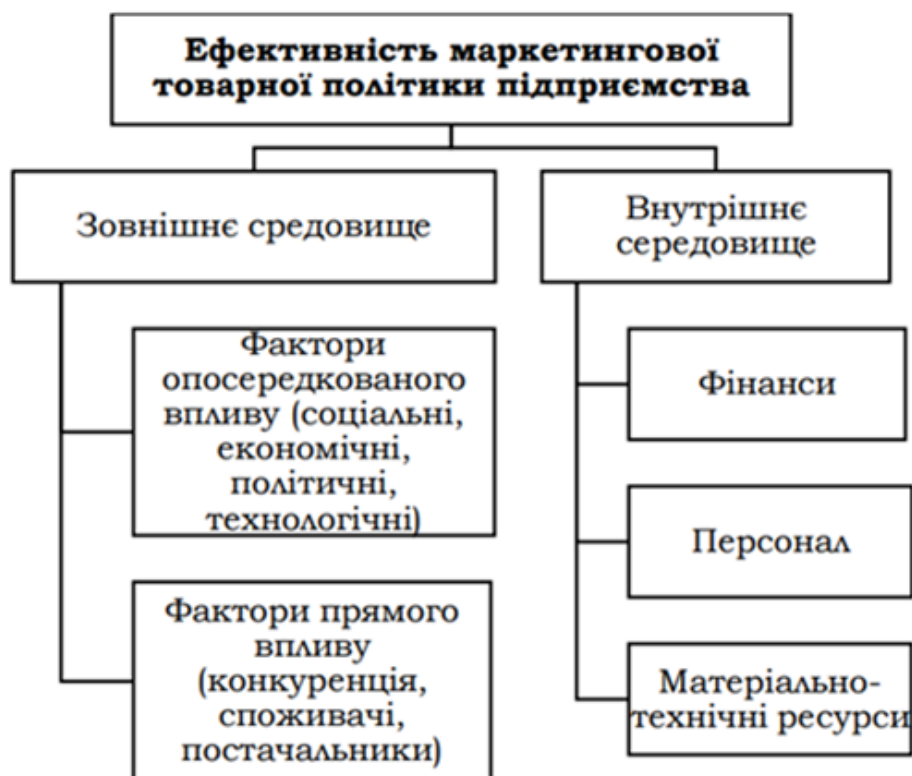 Ефективність маркетингової
товарної політики підприємства
Зовнішнє средовище
Внутрішнє
середовище
Фактори
опосередкованого
впливу (соціальні,
економічні,
політичні,
технологічні)
Фінанси
Персонал
Фактори прямого
впливу
(конкуренція,
споживачі,
постачальники)
Матеріально-
технічні ресурси